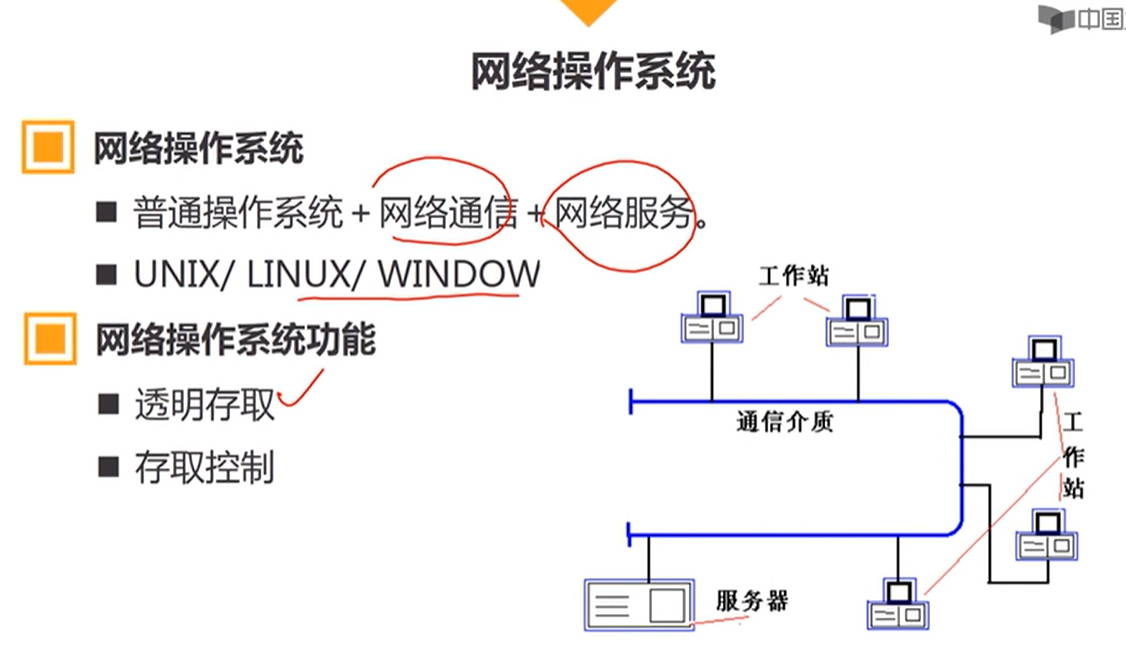 中国
网络操作系统
网络操作系统
普通操作系统+网络通信+网络服务。
UNIX/ LINUX/ WINDOW
网络操作系统功能
透明存取
存取控制
工作站
通信介质
工作站
服务器